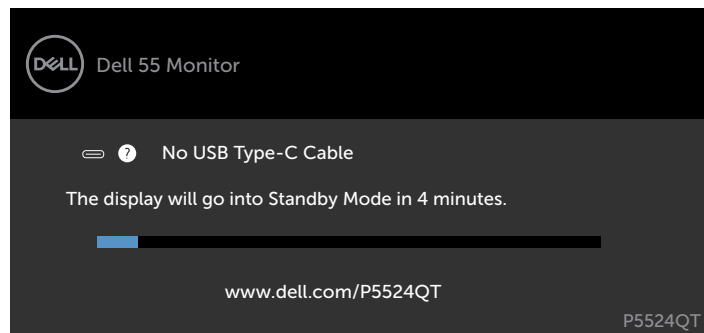 DELL Dell 55 Monitor
? No USB Type-C Cable
The display will go into Standby Mode in 4 minutes.
www.dell.com/P5524QT
P5524QT